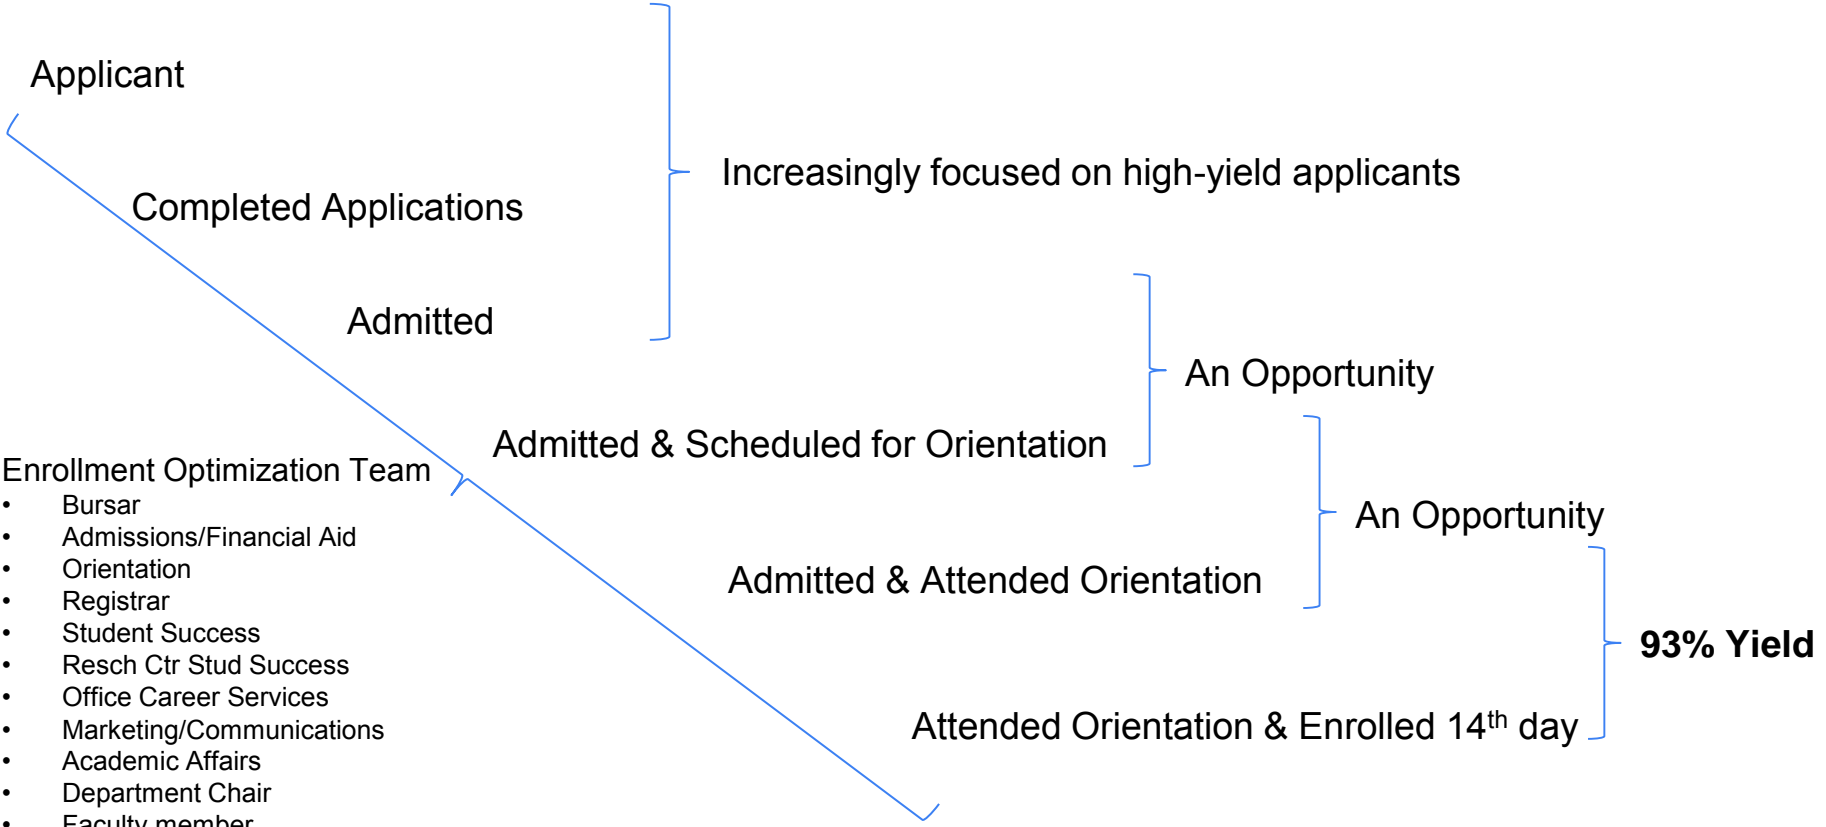 Applicant
Completed Applications
Admitted
Increasingly focused on high-yield applicants
Admitted & Scheduled for Orientation
An Opportunity
Admitted & Attended Orientation
An Opportunity
Attended Orientation & Enrolled 14th day
93% Yield
Enrollment Optimization Team
• Bursar
• Admissions/Financial Aid
• Orientation
• Registrar
• Student Success
• Resch Ctr Stud Success
• Office Career Services
• Marketing/Communications
• Academic Affairs
• Department Chair
• Faculty member